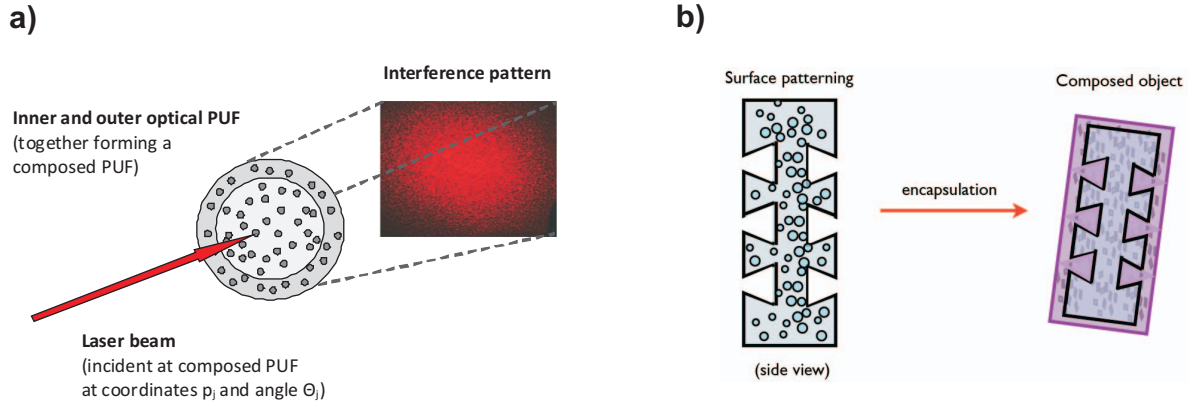 a)
Interference pattern
Inner and outer optical PUF
(together forming a
composed PUF)
Laser beam
(incident at composed PUF
at coordinates pj and angle Θj)
b)
Surface patterning
(side view)
encapsulation
Composed object